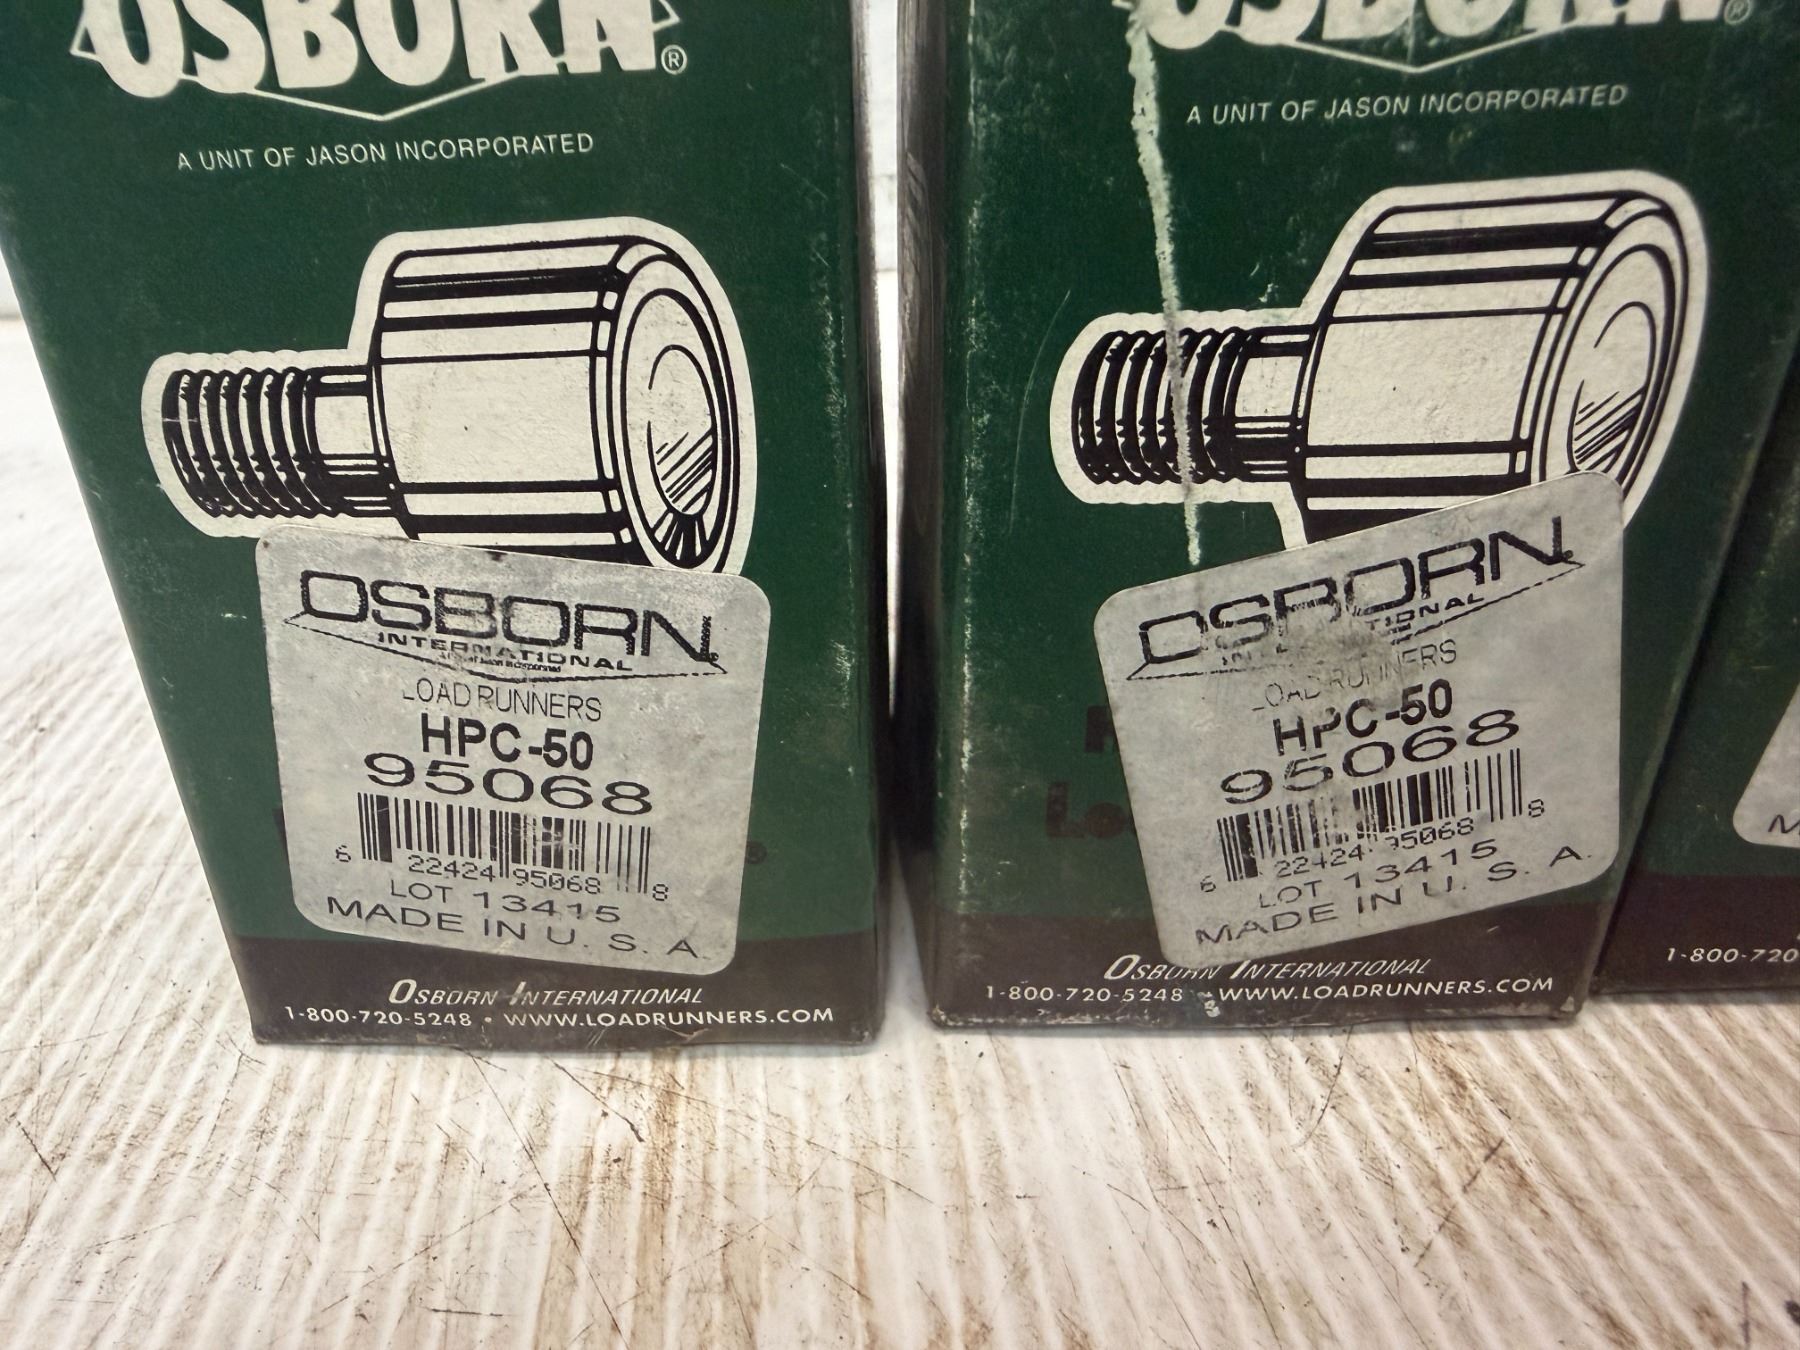 OSBORN®
A UNIT OF JASON INCORPORATED
OSBORN
INTERNATIONAL
LOAD RUNNERS
HPC-50
95068
6 22424 95068 8
LOT 13415
MADE IN U. S. A.
OSBORN INTERNATIONAL
1-800-720-5248 • WWW.LOADRUNNERS.COM
OSBORN®
A UNIT OF JASON INCORPORATED
OSBORN
LOAD RUNNERS
HPC-50
95068
6 22424 95068 8
LOT 13415
MADE IN U. S. A.
OSBORN INTERNATIONAL
1-800-720-5248 • WWW.LOADRUNNERS.COM
M
1-800-720